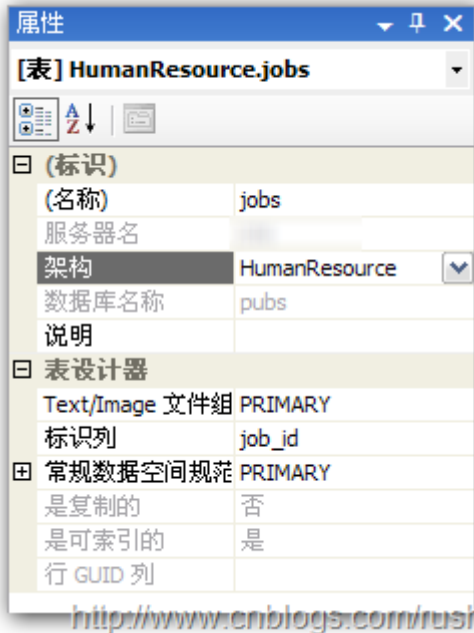 属性
[表] HumanResource.jobs
(标识)
(名称) jobs
服务器名
架构 HumanResource
数据库名称 pubs
说明
表设计器
Text/Image 文件组 PRIMARY
标识列 job_id
常规数据空间规范 PRIMARY
是复制的 否
是可索引的 是
行 GUID 列
http://www.cnblogs.com/rush